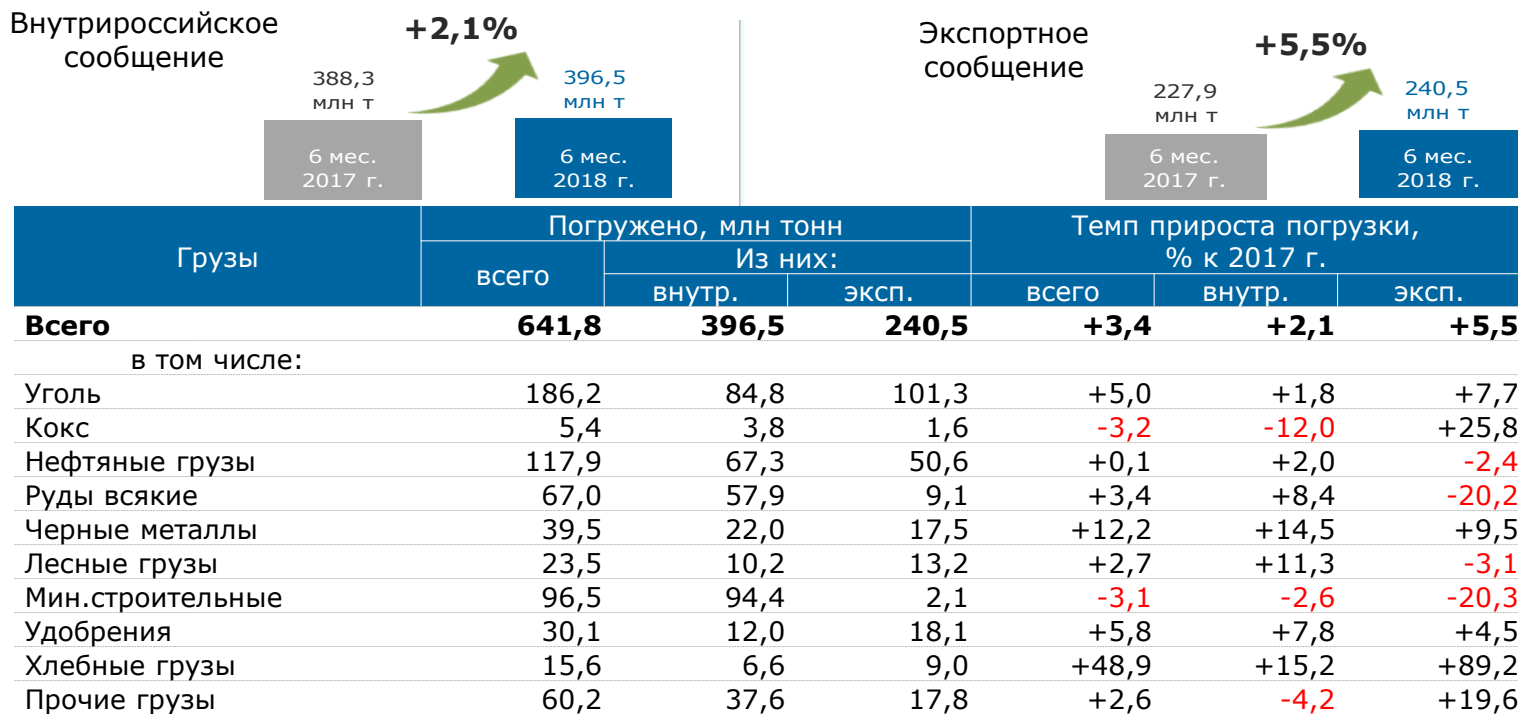 Внутрироссийское
сообщение
+2,1%
388,3
млн т
396,5
млн т
6 мес.
2017 г.
6 мес.
2018 г.
Экспортное
сообщение
+5,5%
227,9
млн т
240,5
млн т
6 мес.
2017 г.
6 мес.
2018 г.
Грузы
Погружено, млн тонн
Темп прироста погрузки,
% к 2017 г.
всего
Из них:
внутр. эксп. всего внутр. эксп.
Всего 641,8 396,5 240,5 +3,4 +2,1 +5,5
в том числе:
Уголь 186,2 84,8 101,3 +5,0 +1,8 +7,7
Кокс 5,4 3,8 1,6 -3,2 -12,0 +25,8
Нефтяные грузы 117,9 67,3 50,6 +0,1 +2,0 -2,4
Руды всякие 67,0 57,9 9,1 +3,4 +8,4 -20,2
Черные металлы 39,5 22,0 17,5 +12,2 +14,5 +9,5
Лесные грузы 23,5 10,2 13,2 +2,7 +11,3 -3,1
Мин.строительные 96,5 94,4 2,1 -3,1 -2,6 -20,3
Удобрения 30,1 12,0 18,1 +5,8 +7,8 +4,5
Хлебные грузы 15,6 6,6 9,0 +48,9 +15,2 +89,2
Прочие грузы 60,2 37,6 17,8 +2,6 -4,2 +19,6